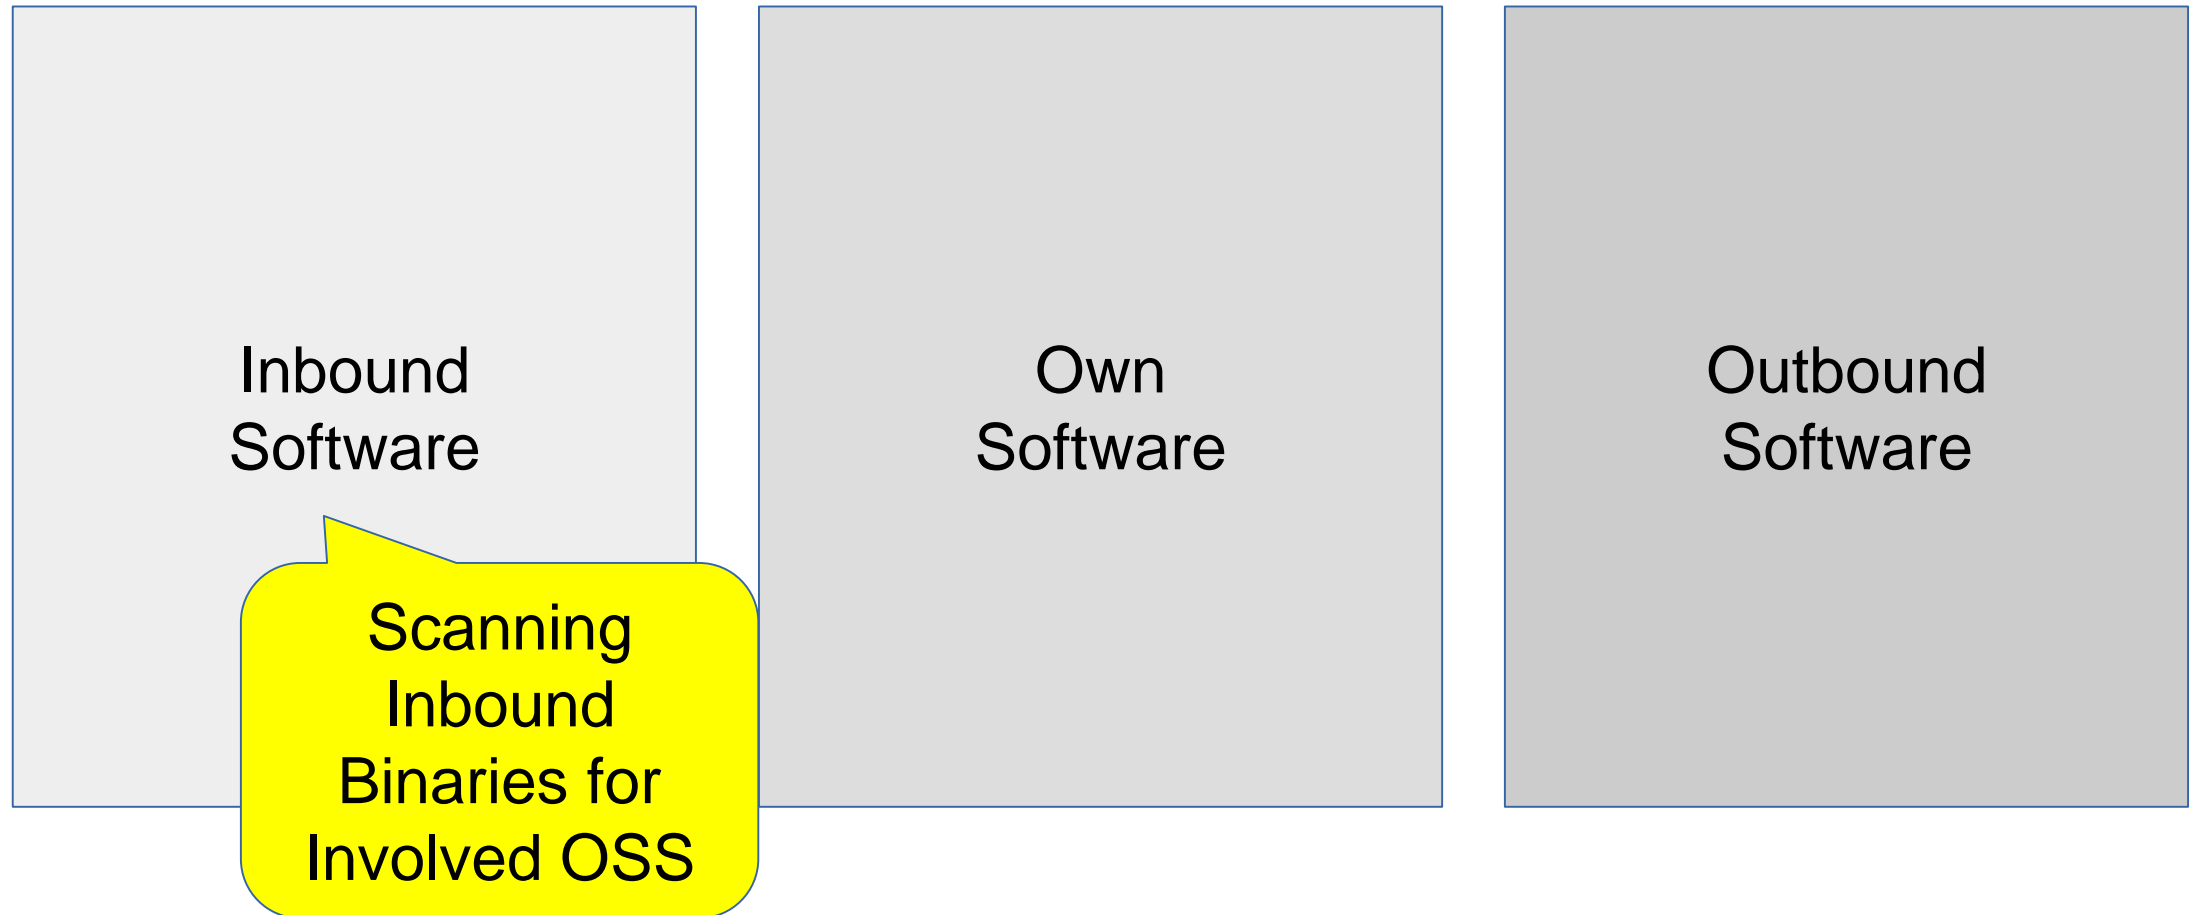 Inbound
Software
Own
Software
Outbound
Software
Scanning
Inbound
Binaries for
Involved OSS